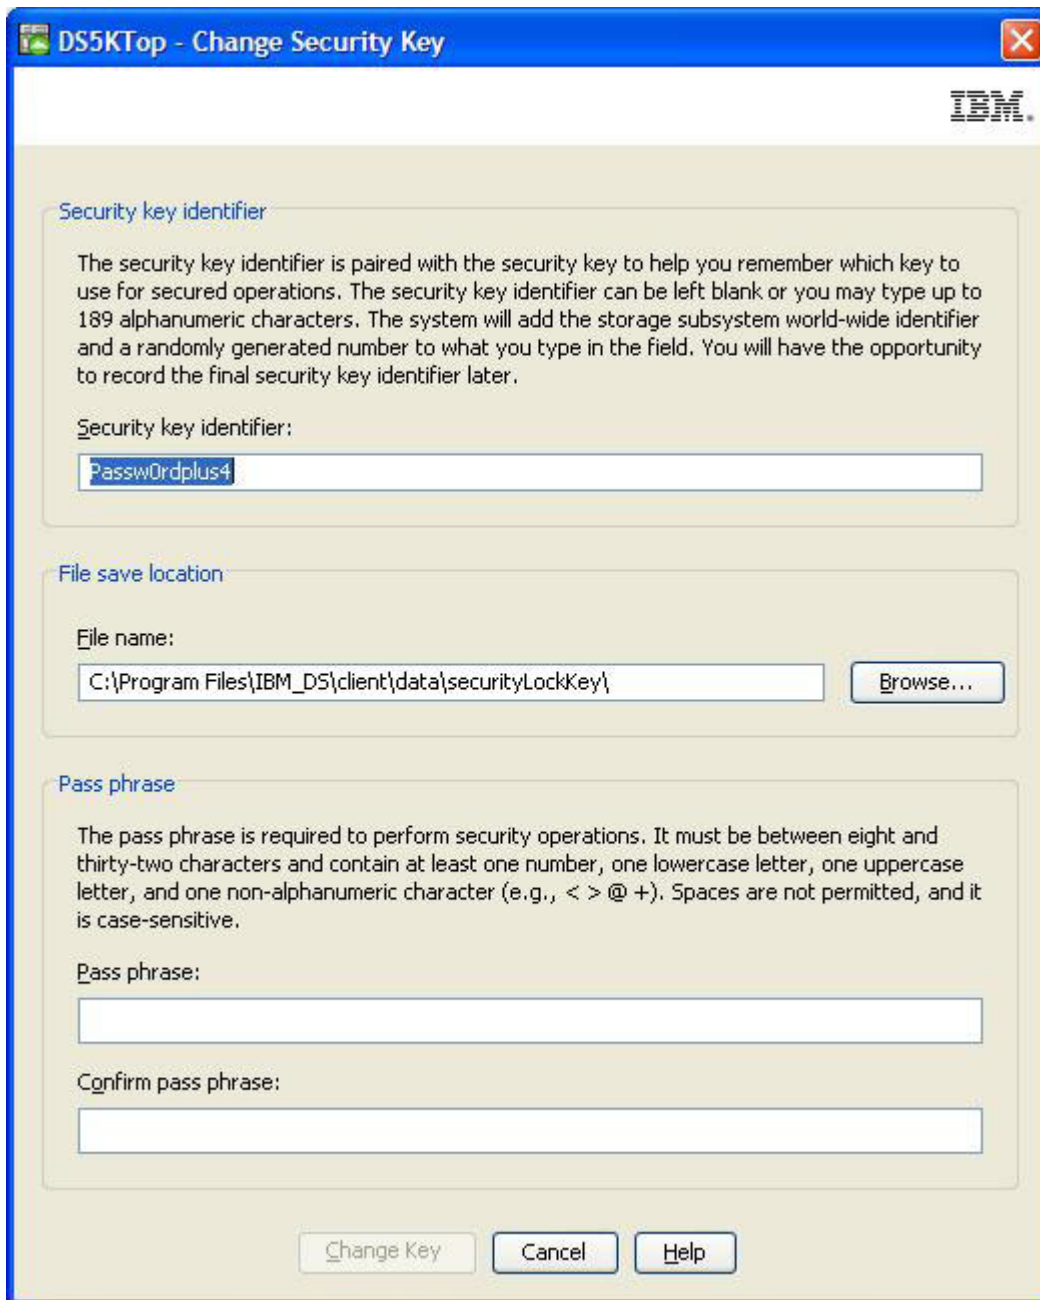 DS5KTop - Change Security Key
IBM.
Security key identifier
The security key identifier is paired with the security key to help you remember which key to
use for secured operations. The security key identifier can be left blank or you may type up to
189 alphanumeric characters. The system will add the storage subsystem world-wide identifier
and a randomly generated number to what you type in the field. You will have the opportunity
to record the final security key identifier later.
Security key identifier:
Passw0rdplus4
File save location
File name:
C:\Program Files\IBM_DS\client\data\securityLockKey\
Browse...
Pass phrase
The pass phrase is required to perform security operations. It must be between eight and
thirty-two characters and contain at least one number, one lowercase letter, one uppercase
letter, and one non-alphanumeric character (e.g., < > @ +). Spaces are not permitted, and it
is case-sensitive.
Pass phrase:
Confirm pass phrase:
Change Key Cancel Help